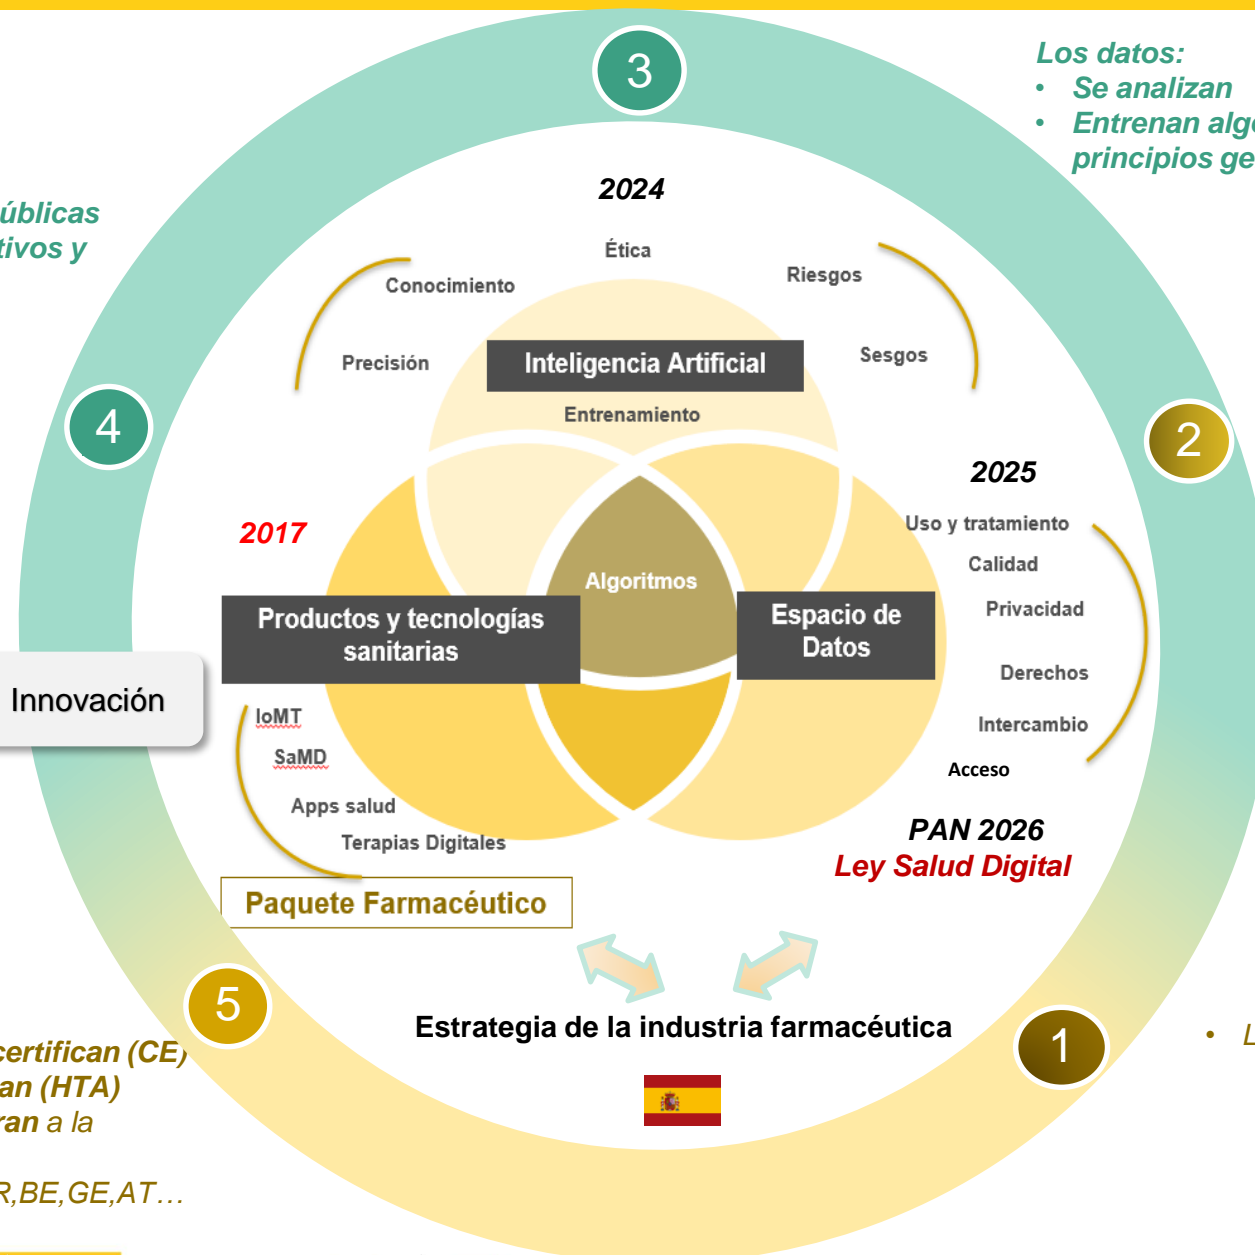 3
Los datos:
• Se analizan
• Entrenan
principios
2024
Ética
Conocimiento
Riesgos
Precisión
Sesgos
Inteligencia Artificial
Entrenamiento
tivos y
4
2
2025
2017
Uso y tratamiento
Calidad
Privacidad
Derechos
Intercambio
Acceso
Algoritmos
Productos y tecnologías
sanitarias
Espacio de
Datos
Innovación
IoMT
SaMD
Apps salud
Terapias Digitales
PAN 2026
Ley Salud Digital
Paquete Farmacéutico
5
Estrategia de la industria farmacéutica
1
• L
certifican (CE)
an (HTA)
ran a la
R,BE,GE,AT…